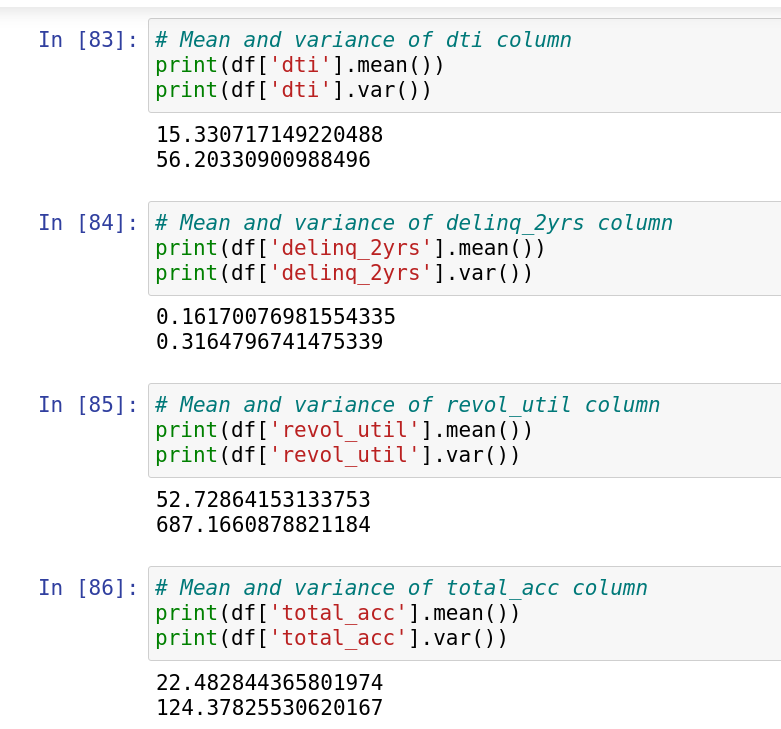 In [83]: # Mean and variance of dti column
print(df['dti'].mean())
print(df['dti'].var())
15.330717149220488
56.20330900988496
In [84]: # Mean and variance of delinq_2yrs column
print(df['delinq_2yrs'].mean())
print(df['delinq_2yrs'].var())
0.16170076981554335
0.3164796741475339
In [85]: # Mean and variance of revol_util column
print(df['revol_util'].mean())
print(df['revol_util'].var())
52.72864153133753
687.1660878821184
In [86]: # Mean and variance of total_acc column
print(df['total_acc'].mean())
print(df['total_acc'].var())
22.482844365801974
124.37825530620167